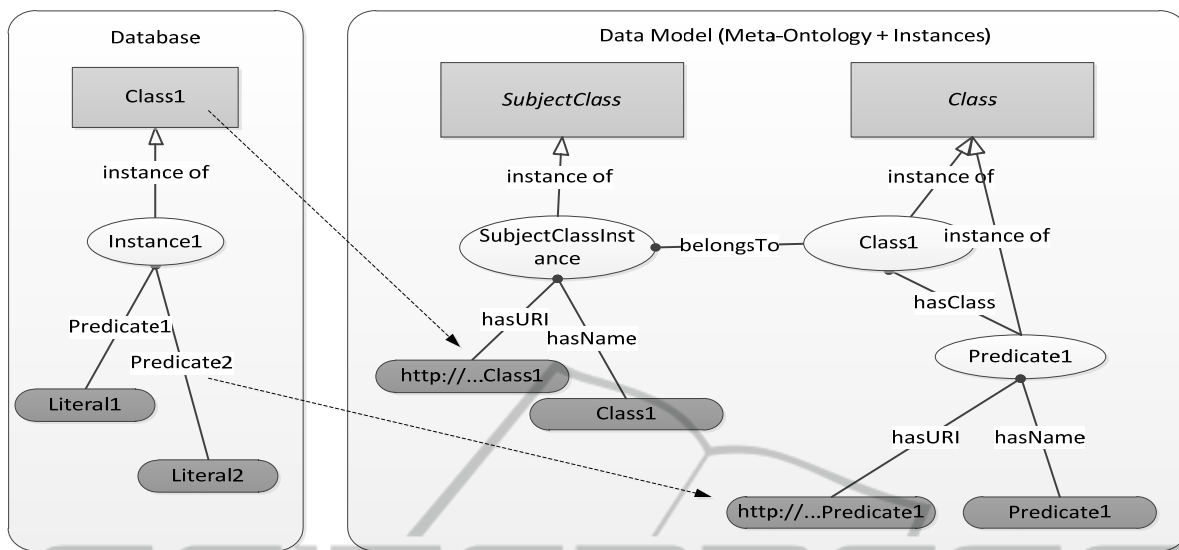 Database
Class1
instance of
Instance1
Predicate1
Predicate2
Literal1
Literal2
Data Model (Meta-Ontology + Instances)
SubjectClass
Class
instance of
instance of
SubjectClassInst
ance
belongsTo
Class1
instance of
hasURI
hasName
hasClass
http://...Class1
Class1
Predicate1
hasURI
hasName
http://...Predicate1
Predicate1